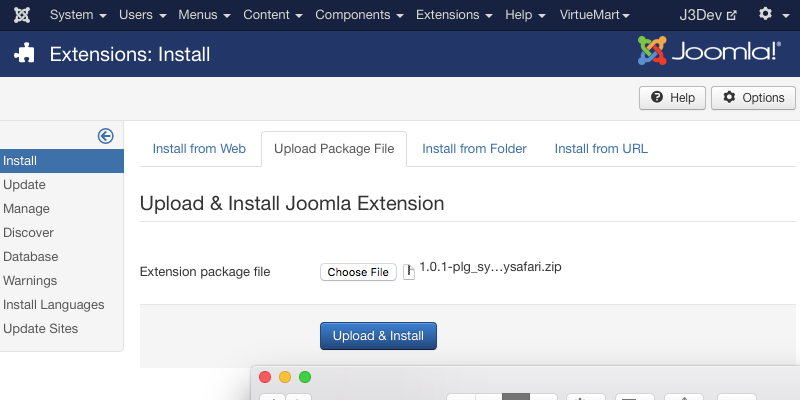 System Users Menus Content Components Extensions Help VirtueMart J3Dev
Extensions: Install Joomla!®
Help Options
Install from Web Upload Package File Install from Folder Install from URL
Install
Update
Manage
Discover
Database
Warnings
Install Languages
Update Sites
Upload & Install Joomla Extension
Extension package file Choose File 1.0.1-plg_sy…ysafari.zip
Upload & Install